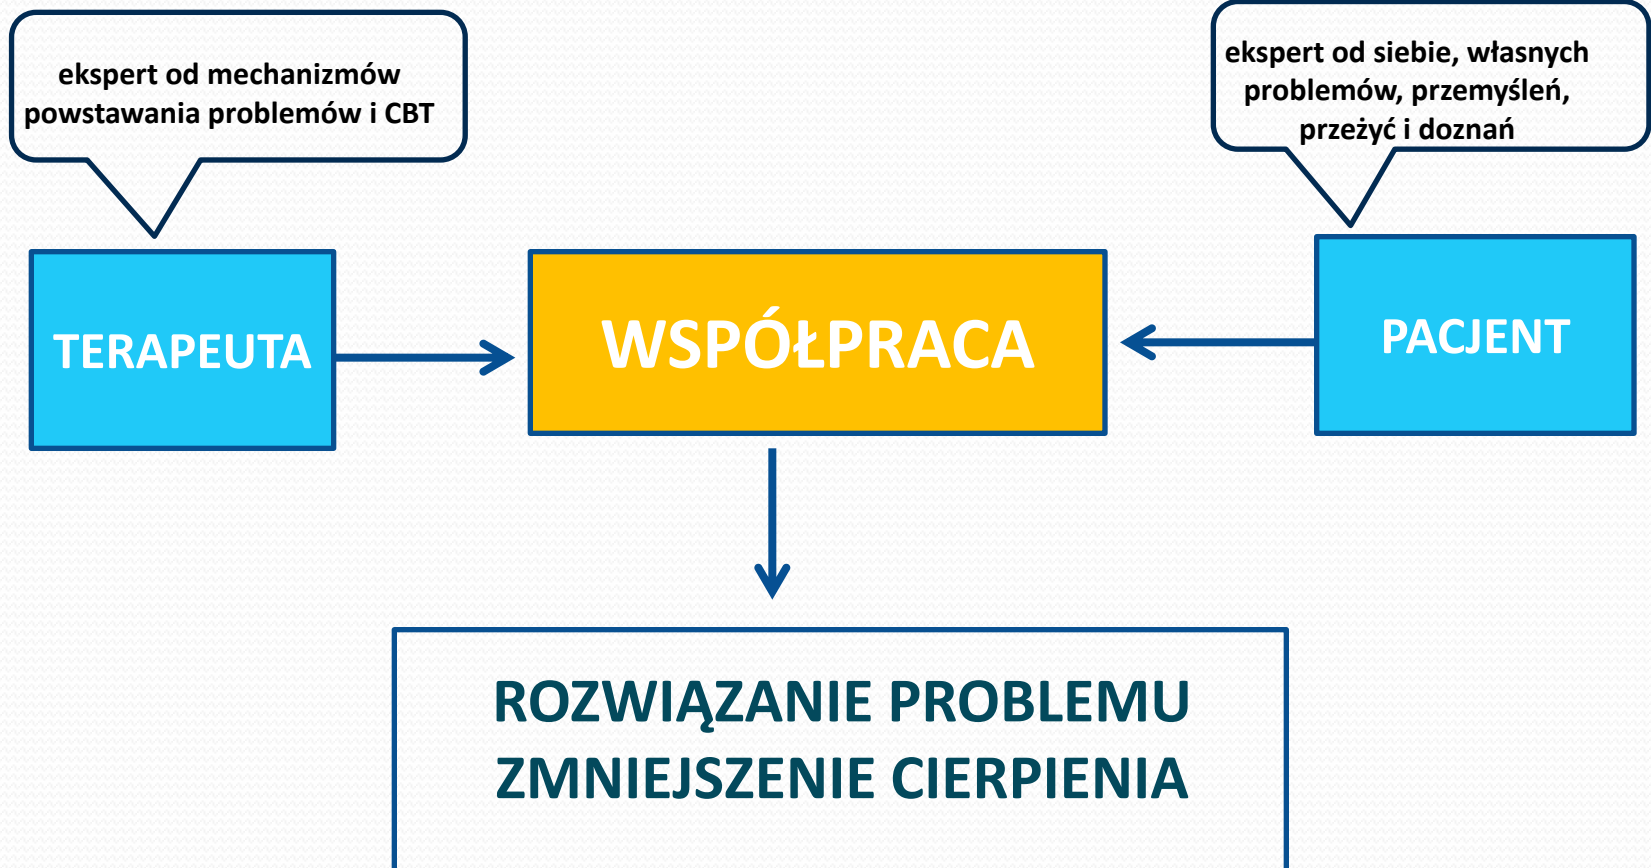 ekspert od mechanizmów
powstawania problemów i CBT
ekspert od siebie, własnych
problemów, przemyśleń,
przeżyć i doznań
TERAPEUTA
WSPÓŁPRACA
PACJENT
ROZWIĄZANIE PROBLEMU
ZMNIEJSZENIE CIERPIENIA